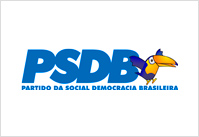 PSDB
PARTIDO DA SOCIAL DEMOCRACIA BRASILEIRA